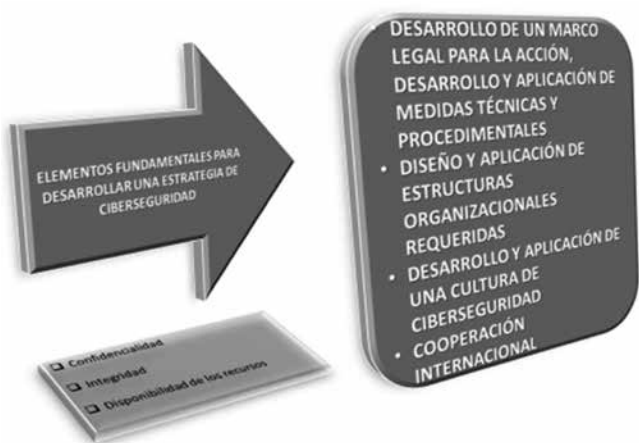 ELEMENTOS FUNDAMENTALES PARA
DESARROLLAR UNA ESTRATEGIA DE
CIBERSEGURIDAD
❑ Confidencialidad
❑ Integridad
❑ Disponibilidad de los recursos
• DESARROLLO DE UN MARCO
LEGAL PARA LA ACCIÓN,
DESARROLLO Y APLICACIÓN DE
MEDIDAS TÉCNICAS Y
PROCEDIMENTALES
• DISEÑO Y APLICACIÓN DE
ESTRUCTURAS
ORGANIZACIONALES
REQUERIDAS
• DESARROLLO Y APLICACIÓN DE
UNA CULTURA DE
CIBERSEGURIDAD
• COOPERACIÓN
INTERNACIONAL